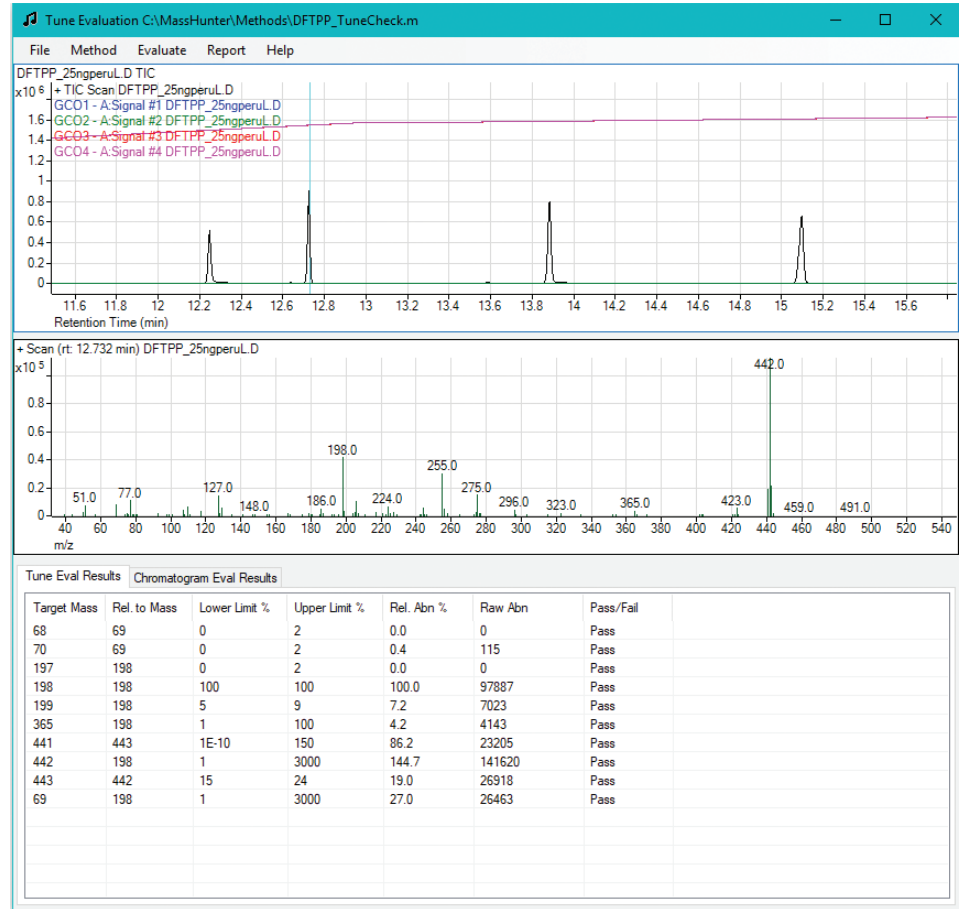 Tune Evaluation C:\MassHunter\Methods\DFTPP_TuneCheck.m
File Method Evaluate Report Help
DFTPP_25ngperuL.D TIC
x10 6 + TIC Scan DFTPP_25ngperuL.D
GCO1 - A:Signal #1 DFTPP_25ngperuL.D
1.6 GCO2 - A:Signal #2 DFTPP_25ngperuL.D
1.4 GCO3 - A:Signal #3 DFTPP_25ngperuL.D
GCO4 - A:Signal #4 DFTPP_25ngperuL.D
1.2
1
0.8
0.6
0.4
0.2
0
11.6 11.8 12 12.2 12.4 12.6 12.8 13 13.2 13.4 13.6 13.8 14 14.2 14.4 14.6 14.8 15 15.2 15.4 15.6
Retention Time (min)
+ Scan (rt: 12.732 min) DFTPP_25ngperuL.D
x10 5
442.0
0.8
0.6
0.4 198.0
255.0
0.2 51.0 77.0 127.0 148.0 186.0 224.0 275.0 296.0 323.0 365.0 423.0 459.0 491.0
0
40 60 80 100 120 140 160 180 200 220 240 260 280 300 320 340 360 380 400 420 440 460 480 500 520 540
m/z
Tune Eval Results Chromatogram Eval Results
Target Mass Rel. to Mass Lower Limit % Upper Limit % Rel. Abn % Raw Abn Pass/Fail
68 69 0 2 0.0 0 Pass
70 69 0 2 0.4 115 Pass
197 198 0 2 0.0 0 Pass
198 198 100 100 100.0 97887 Pass
199 198 5 9 7.2 7023 Pass
365 198 1 100 4.2 4143 Pass
441 443 1E-10 150 86.2 23205 Pass
442 198 1 3000 144.7 141620 Pass
443 442 15 24 19.0 26918 Pass
69 198 1 3000 27.0 26463 Pass